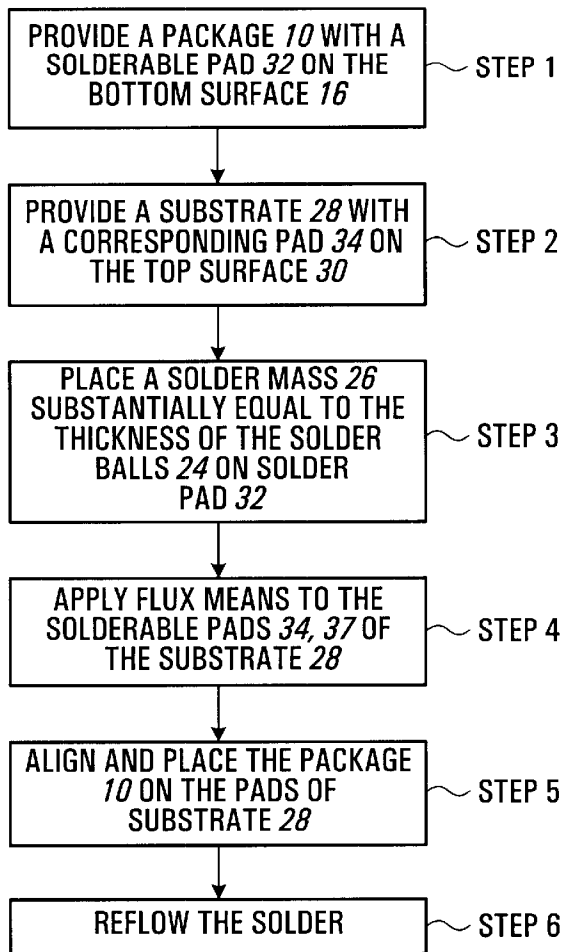 PROVIDE A PACKAGE 10 WITH A
SOLDERABLE PAD 32 ON THE
BOTTOM SURFACE 16
STEP 1
PROVIDE A SUBSTRATE 28 WITH
A CORRESPONDING PAD 34 ON
THE TOP SURFACE 30
STEP 2
PLACE A SOLDER MASS 26
SUBSTANTIALLY EQUAL TO THE
THICKNESS OF THE SOLDER
BALLS 24 ON SOLDER
PAD 32
STEP 3
APPLY FLUX MEANS TO THE
SOLDERABLE PADS 34, 37 OF
THE SUBSTRATE 28
STEP 4
ALIGN AND PLACE THE PACKAGE
10 ON THE PADS OF
SUBSTRATE 28
STEP 5
REFLOW THE SOLDER
STEP 6